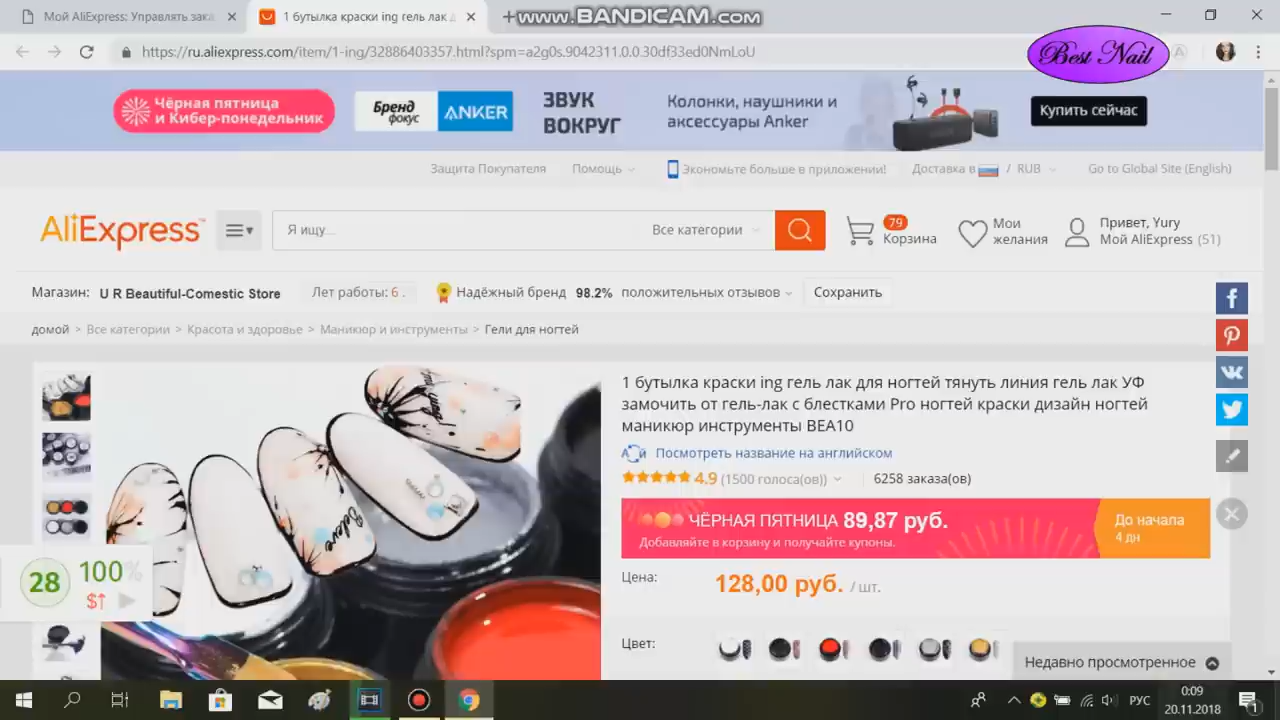 Мой AliExpress: Управлять зака
1 бутылка краски ing гель лак д
www.BANDICAM.com
https://ru.aliexpress.com/item/1-ing/32886403357.html?spm=a2g0s.9042311.0.0.30df33ed0NmLoU
Best Nail
Чёрная пятница
и Кибер-понедельник
Бренд
фокус
ANKER
ЗВУК
ВОКРУГ
Колонки, наушники и
аксессуары Anker
Купить сейчас
Защита Покупателя
Помощь
Экономьте больше в приложении!
Доставка в / RUB
Go to Global Site (English)
AliExpress
Я ищу...
Все категории
79
Корзина
Мои
желания
Привет, Yury
Мой AliExpress (51)
Магазин: U R Beautiful-Comestic Store
Лет работы: 6 .
Надёжный бренд 98.2% положительных отзывов
Сохранить
домой > Все категории > Красота и здоровье > Маникюр и инструменты > Гели для ногтей
1 бутылка краски ing гель лак для ногтей тянуть линия гель лак УФ
замочить от гель-лак с блестками Pro ногтей краски дизайн ногтей
маникюр инструменты BEA10
Посмотреть название на английском
4.9 (1500 голоса(ов))
6258 заказа(ов)
ЧЁРНАЯ ПЯТНИЦА 89,87 руб.
Добавляйте в корзину и получайте купоны.
До начала
4 дн
Цена:
128,00 руб. / шт.
Цвет:
Believe
28
100%
$↑
Недавно просмотренное
РУС
0:09
20.11.2018
1